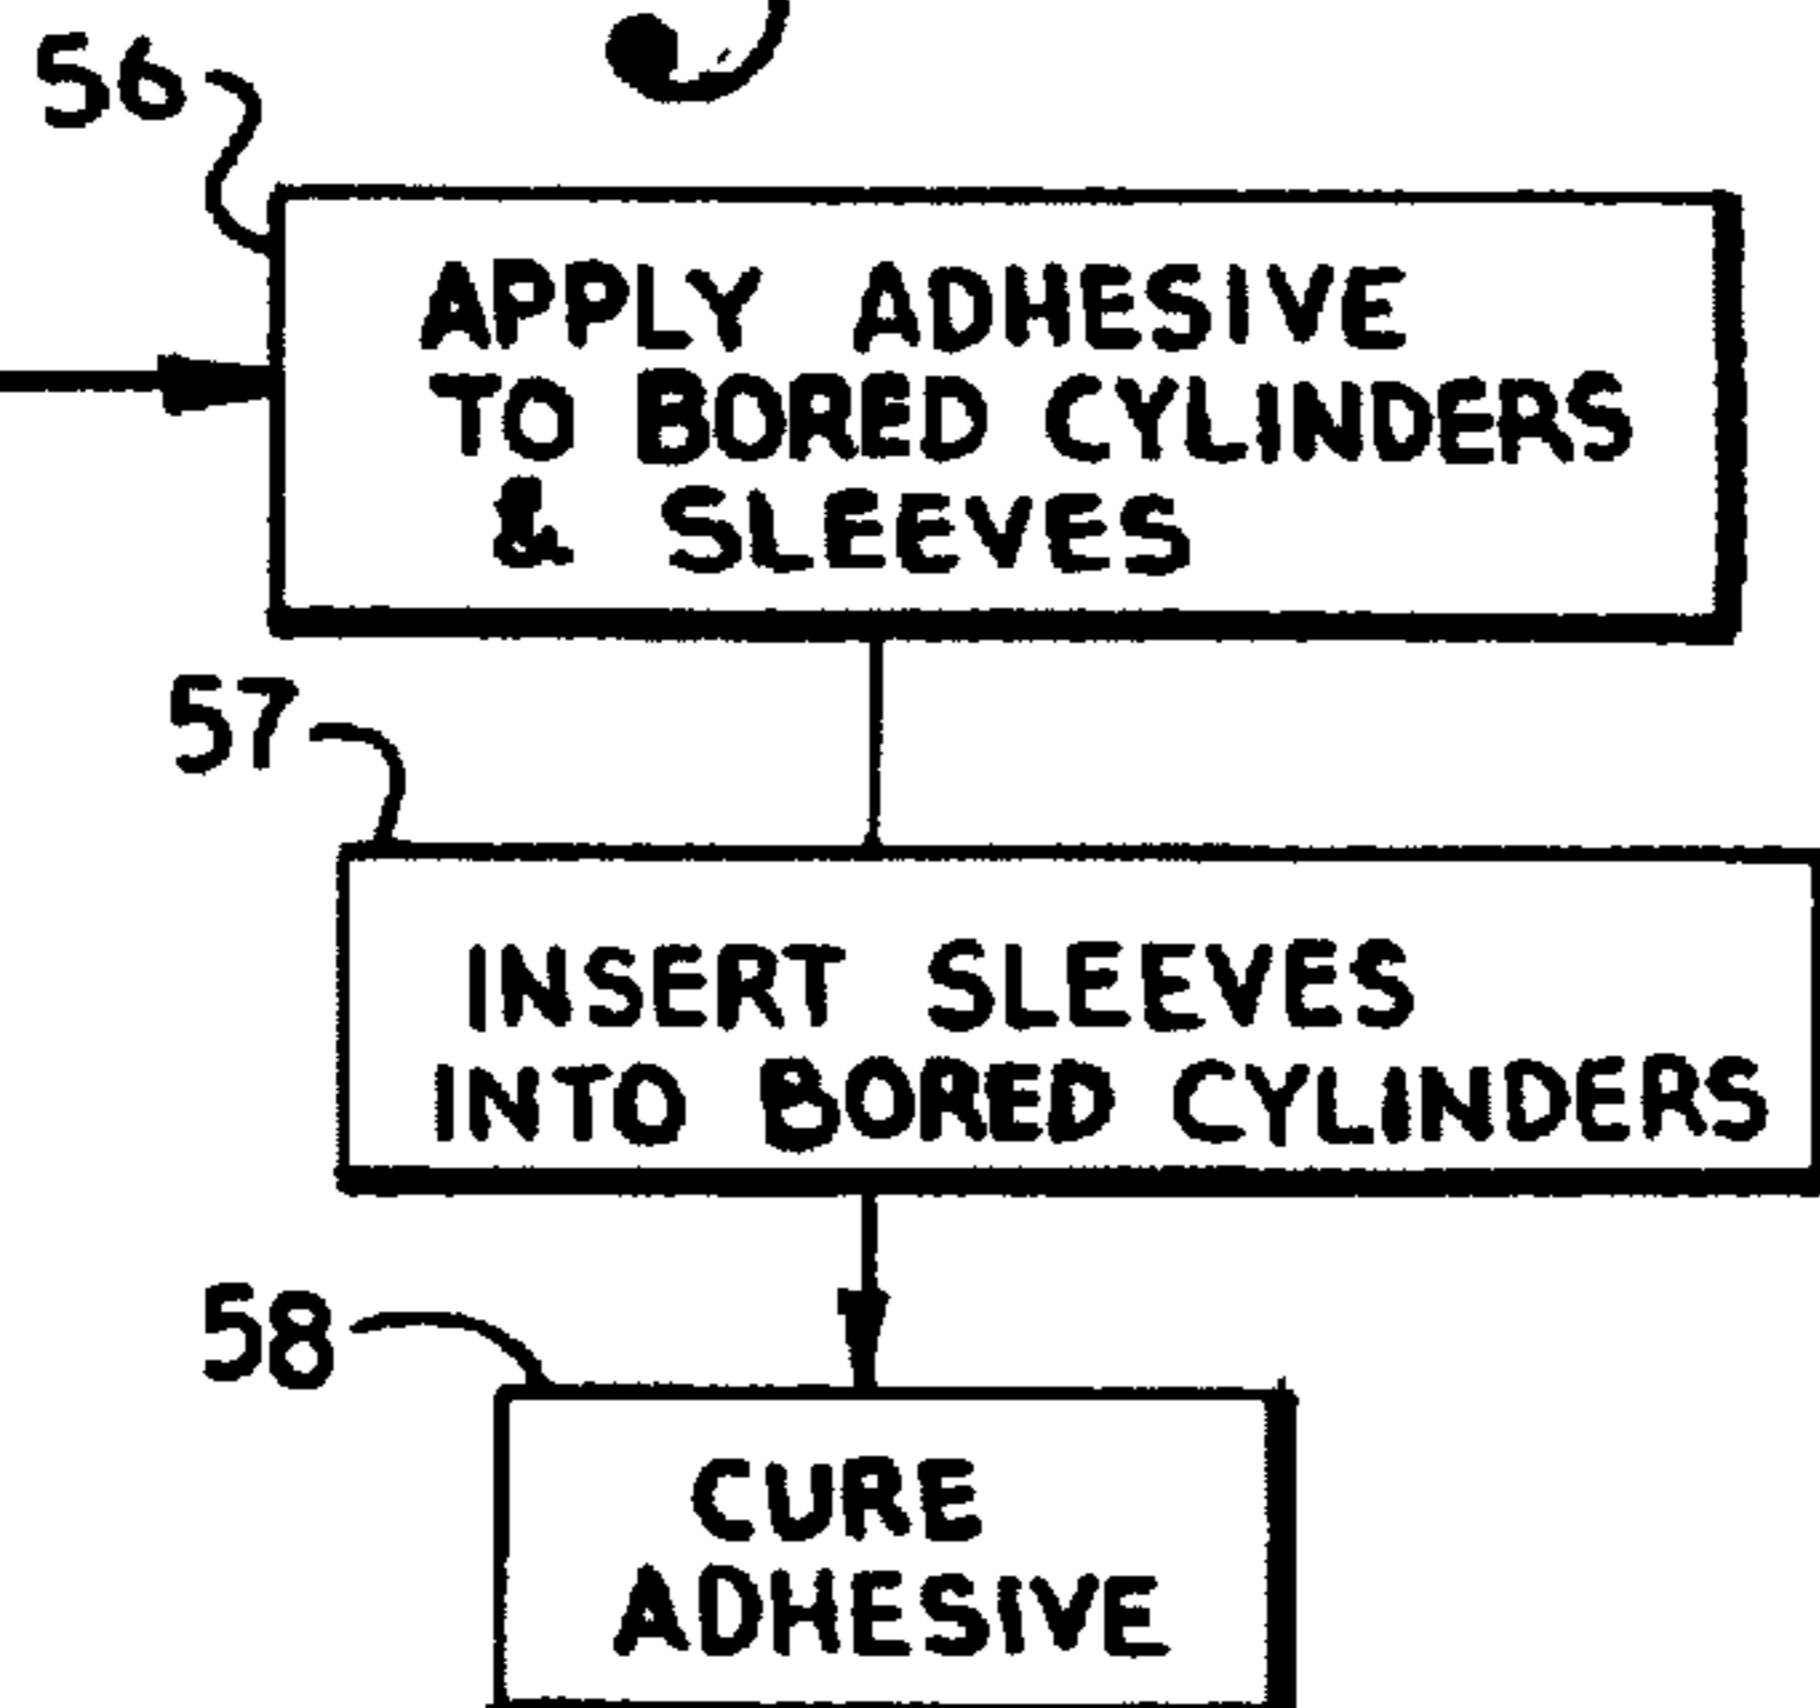 56
APPLY ADHESIVE
TO BORED CYLINDERS
& SLEEVES
57
INSERT SLEEVES
INTO BORED CYLINDERS
58
CURE
ADHESIVE